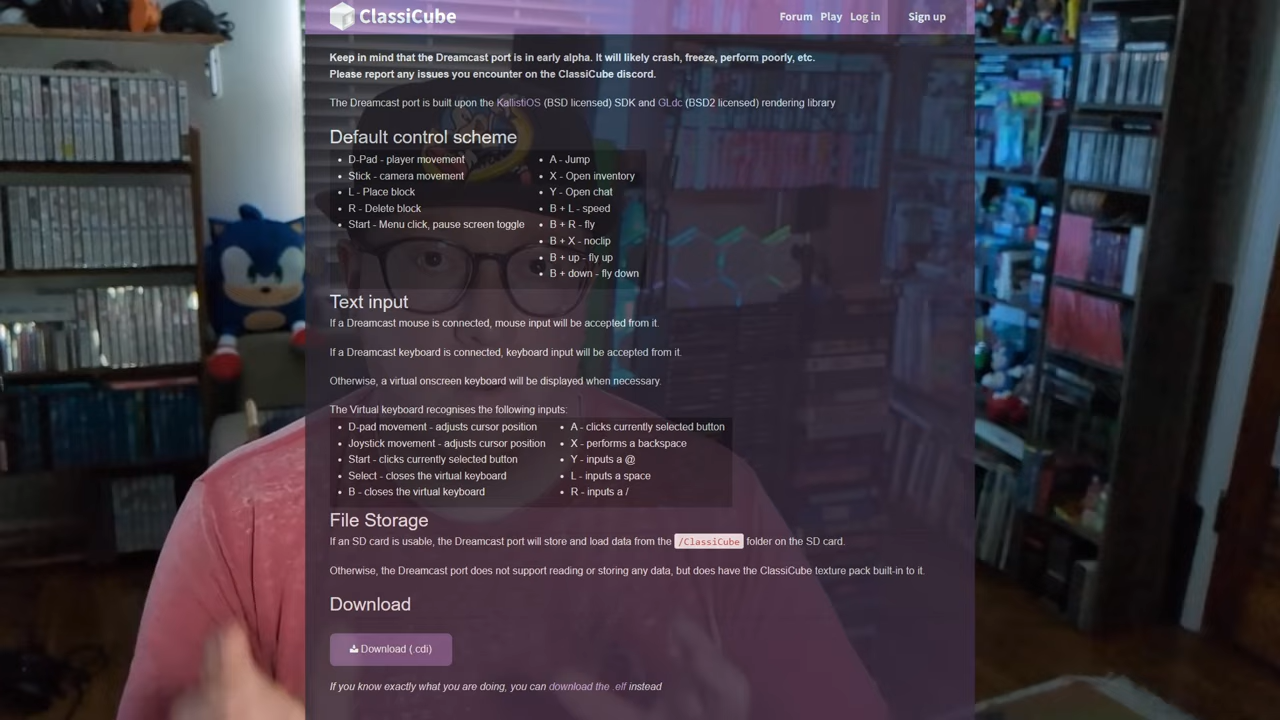 ClassiCube
Forum Play Log in Sign up
Keep in mind that the Dreamcast port is in early alpha. It will likely crash, freeze, perform poorly, etc.
Please report any issues you encounter on the ClassiCube discord.
The Dreamcast port is built upon the KallistiOS (BSD licensed) SDK and GLdc (BSD2 licensed) rendering library
Default control scheme
• D-Pad - player movement
• Stick - camera movement
• L - Place block
• R - Delete block
• Start - Menu click, pause screen toggle
• A - Jump
• X - Open inventory
• Y - Open chat
• B + L - speed
• B + R - fly
• B + X - noclip
• B + up - fly up
• B + down - fly down
Text input
If a Dreamcast mouse is connected, mouse input will be accepted from it.
If a Dreamcast keyboard is connected, keyboard input will be accepted from it.
Otherwise, a virtual onscreen keyboard will be displayed when necessary.
The Virtual keyboard recognises the following inputs:
• D-pad movement - adjusts cursor position
• Joystick movement - adjusts cursor position
• Start - clicks currently selected button
• Select - closes the virtual keyboard
• B - closes the virtual keyboard
• A - clicks currently selected button
• X - performs a backspace
• Y - inputs a @
• L - inputs a space
• R - inputs a /
File Storage
If an SD card is usable, the Dreamcast port will store and load data from the /ClassiCube folder on the SD card.
Otherwise, the Dreamcast port does not support reading or storing any data, but does have the ClassiCube texture pack built-in to it.
Download
Download (.cdi)
If you know exactly what you are doing, you can download the .elf instead